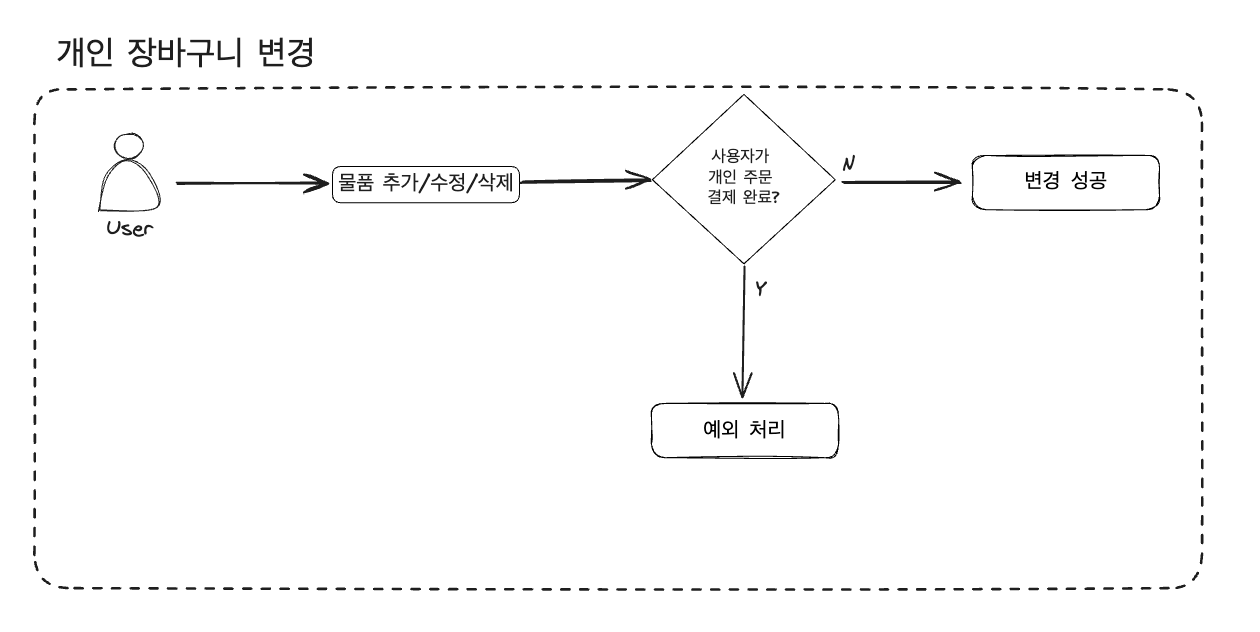 개인 장바구니 변경
User
물품 추가/수정/삭제
사용자가
개인 주문
결제 완료?
N
변경 성공
Y
예외 처리